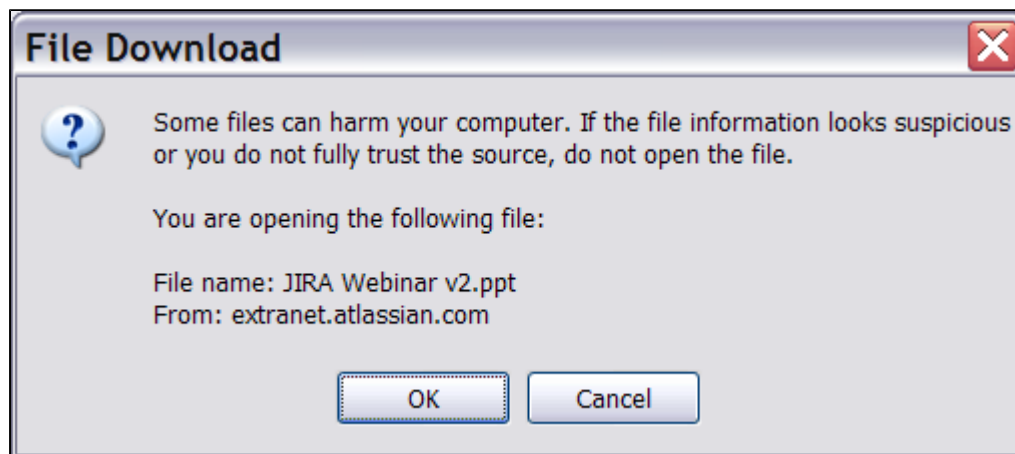 File Download
Some files can harm your computer. If the file information looks suspicious
or you do not fully trust the source, do not open the file.
You are opening the following file:
File name: JIRA Webinar v2.ppt
From: extranet.atlassian.com
OK
Cancel